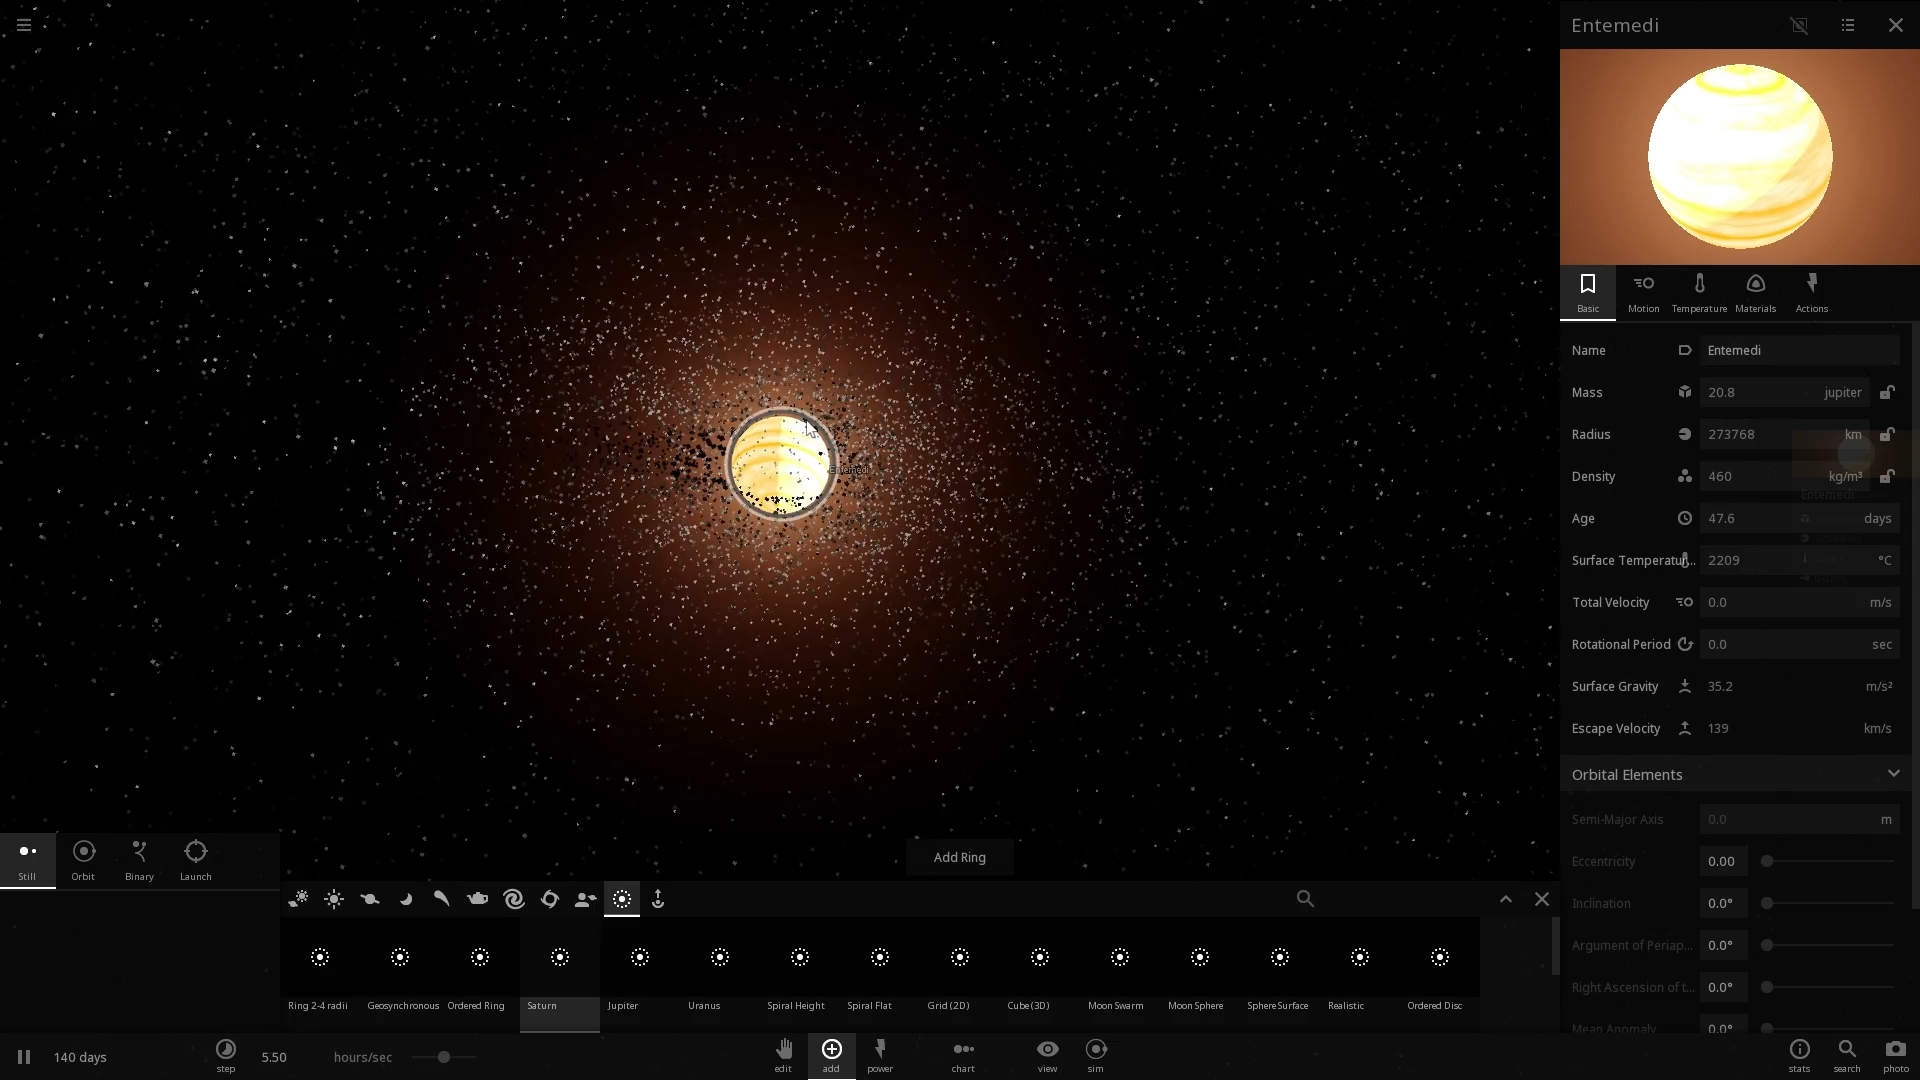 Entemedi
Entemedi
Basic
Motion
Temperature
Materials
Actions
Name Entemedi
Mass 20.8 jupiter
Radius 273768 km
Density 460 kg/m³
Entemedi
Age 47.6 days
Surface Temperatur... 2209 °C
Total Velocity 0.0 m/s
Rotational Period 0.0 sec
Surface Gravity 35.2 m/s²
Escape Velocity 139 km/s
Orbital Elements
Semi-Major Axis 0.0 m
Eccentricity 0.00
Inclination 0.0°
Argument of Periap... 0.0°
Right Ascension of t... 0.0°
Mean Anomaly 0.0°
Add Ring
Still
Orbit
Binary
Launch
Ring 2-4 radii
Geosynchronous
Ordered Ring
Saturn
Jupiter
Uranus
Spiral Height
Spiral Flat
Grid (2D)
Cube (3D)
Moon Swarm
Moon Sphere
Sphere Surface
Realistic
Ordered Disc
140 days
step
5.50 hours/sec
edit
add
power
chart
view
sim
stats
search
photo